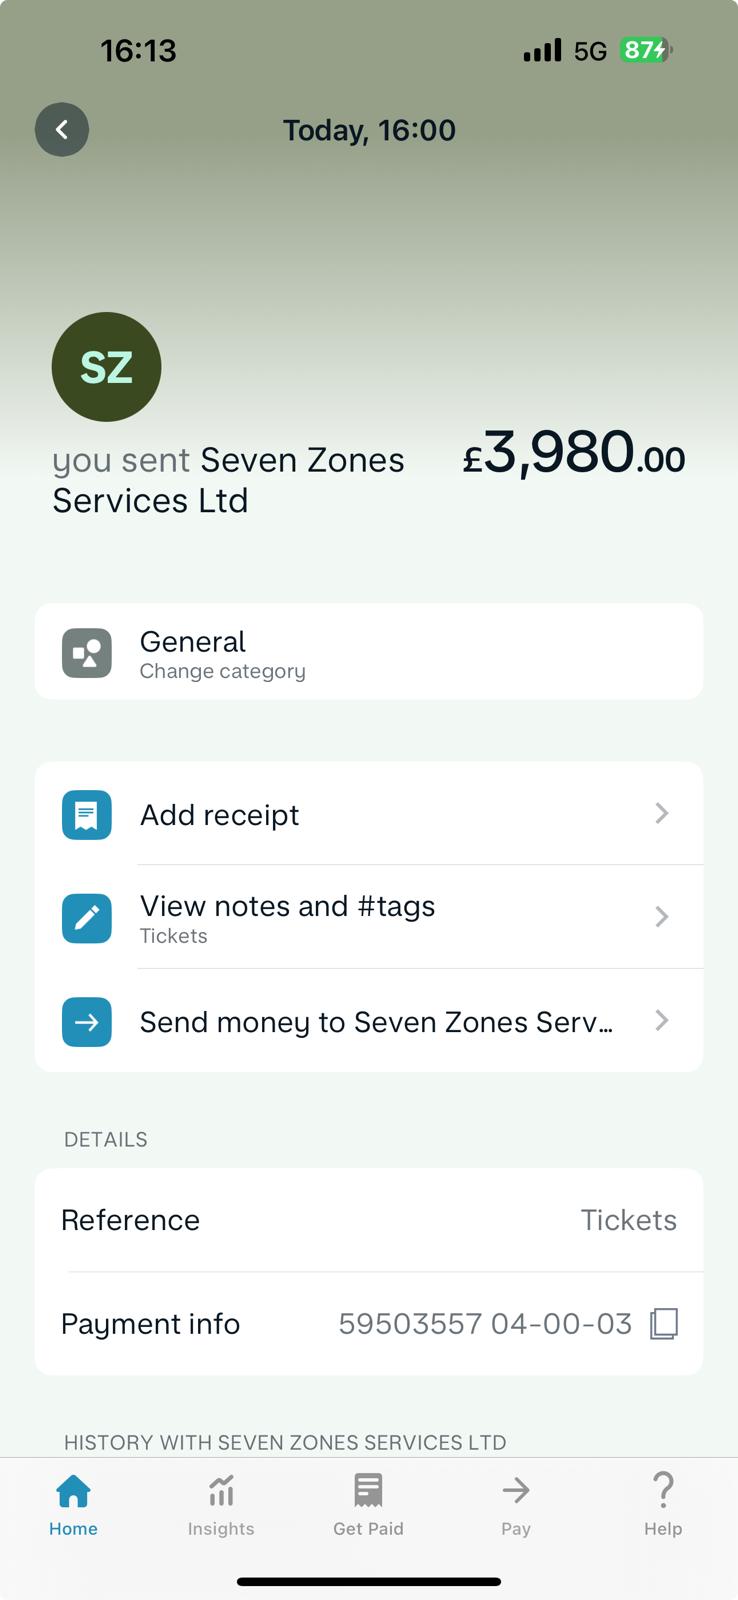 16:13
5G
87
Today, 16:00
SZ
you sent Seven Zones
Services Ltd
£3,980.00
General
Change category
Add receipt
View notes and #tags
Tickets
Send money to Seven Zones Serv...
DETAILS
Reference
Tickets
Payment info
59503557 04-00-03
HISTORY WITH SEVEN ZONES SERVICES LTD
Home
Insights
Get Paid
Pay
Help